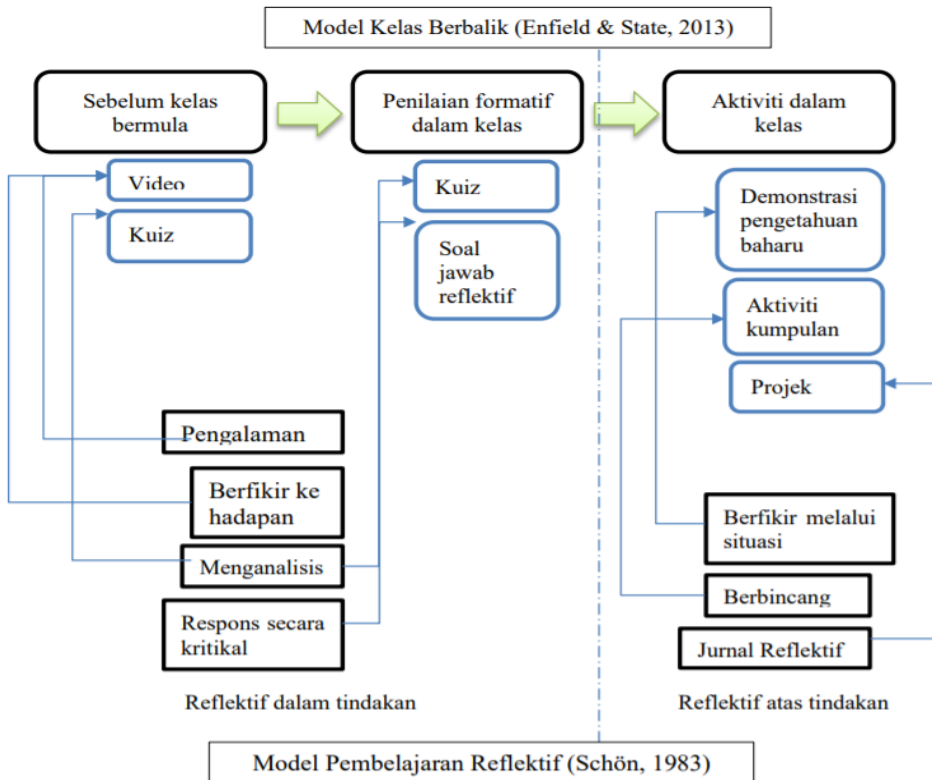 Model Kelas Berbalik (Enfield & State, 2013)
Sebelum kelas
bermula
Penilaian formatif
dalam kelas
Aktiviti dalam
kelas
Video
Kuiz
Kuiz
Soal
jawab
reflektif
Demonstrasi
pengetahuan
baharu
Aktiviti
kumpulan
Projek
Pengalaman
Berfikir ke
hadapan
Menganalisis
Respons secara
kritikal
Berfikir melalui
situasi
Berbincang
Jurnal Reflektif
Reflektif dalam tindakan
Reflektif atas tindakan
Model Pembelajaran Reflektif (Schön, 1983)